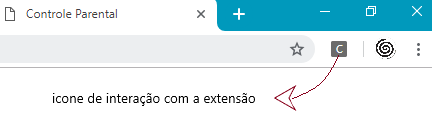 Controle Parental
C
icone de interação com a extensão